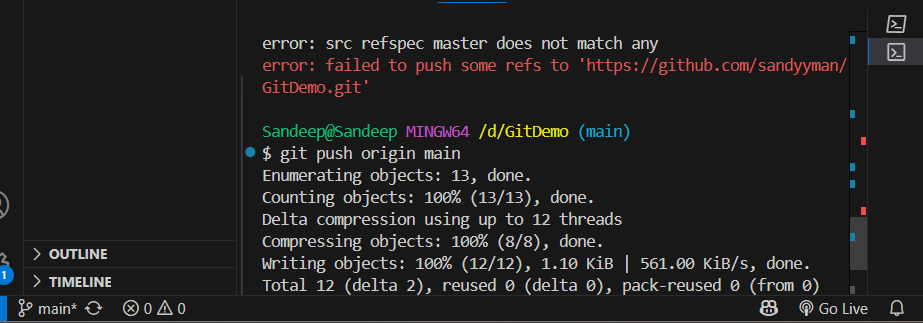 error: src refspec master does not match any
error: failed to push some refs to 'https://github.com/sandyyman/
GitDemo.git'
Sandeep@Sandeep MINGW64 /d/GitDemo (main)
$ git push origin main
Enumerating objects: 13, done.
Counting objects: 100% (13/13), done.
Delta compression using up to 12 threads
Compressing objects: 100% (8/8), done.
Writing objects: 100% (12/12), 1.10 KiB | 561.00 KiB/s, done.
Total 12 (delta 2), reused 0 (delta 0), pack-reused 0 (from 0)
OUTLINE
TIMELINE
1
main* 0 0 Go Live